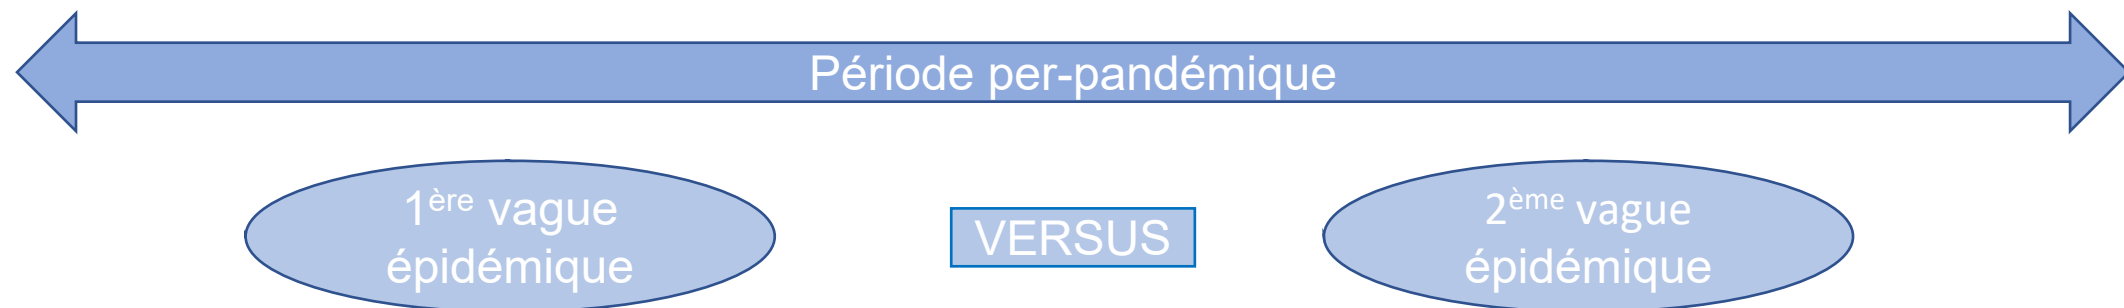 Période per-pandémique
1ère vague
épidémique
VERSUS
2ème vague
épidémique